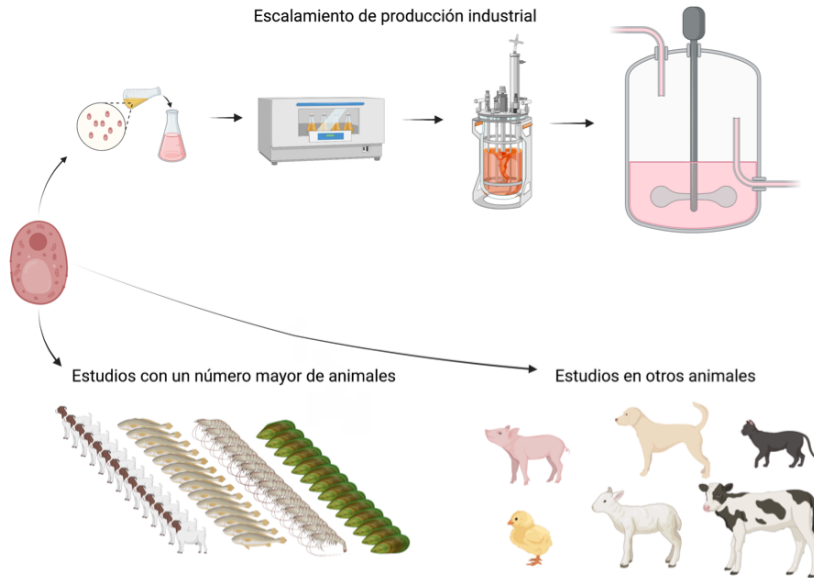 Escalamiento de producción industrial
Estudios con un número mayor de animales
Estudios en otros animales